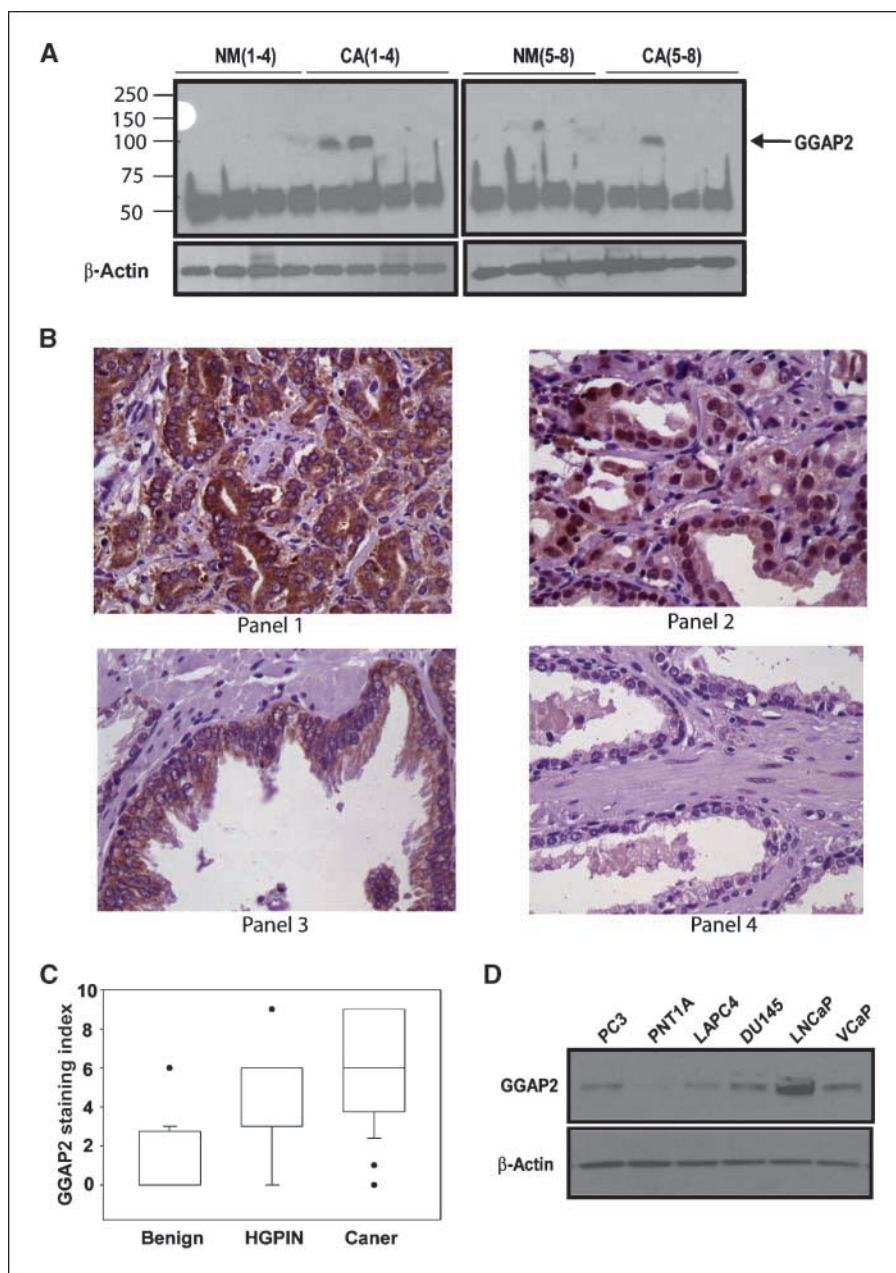 A
NM(1-4) CA(1-4) NM(5-8) CA(5-8)
250
150
100
75
50
GGAP2
β-Actin
B
Panel 1
Panel 2
Panel 3
Panel 4
C
GGAP2 staining index
10
8
6
4
2
0
Benign HGPIN Caner
D
PC3 PNT1A LAPC4 DU145 LNCaP VCaP
GGAP2
β-Actin